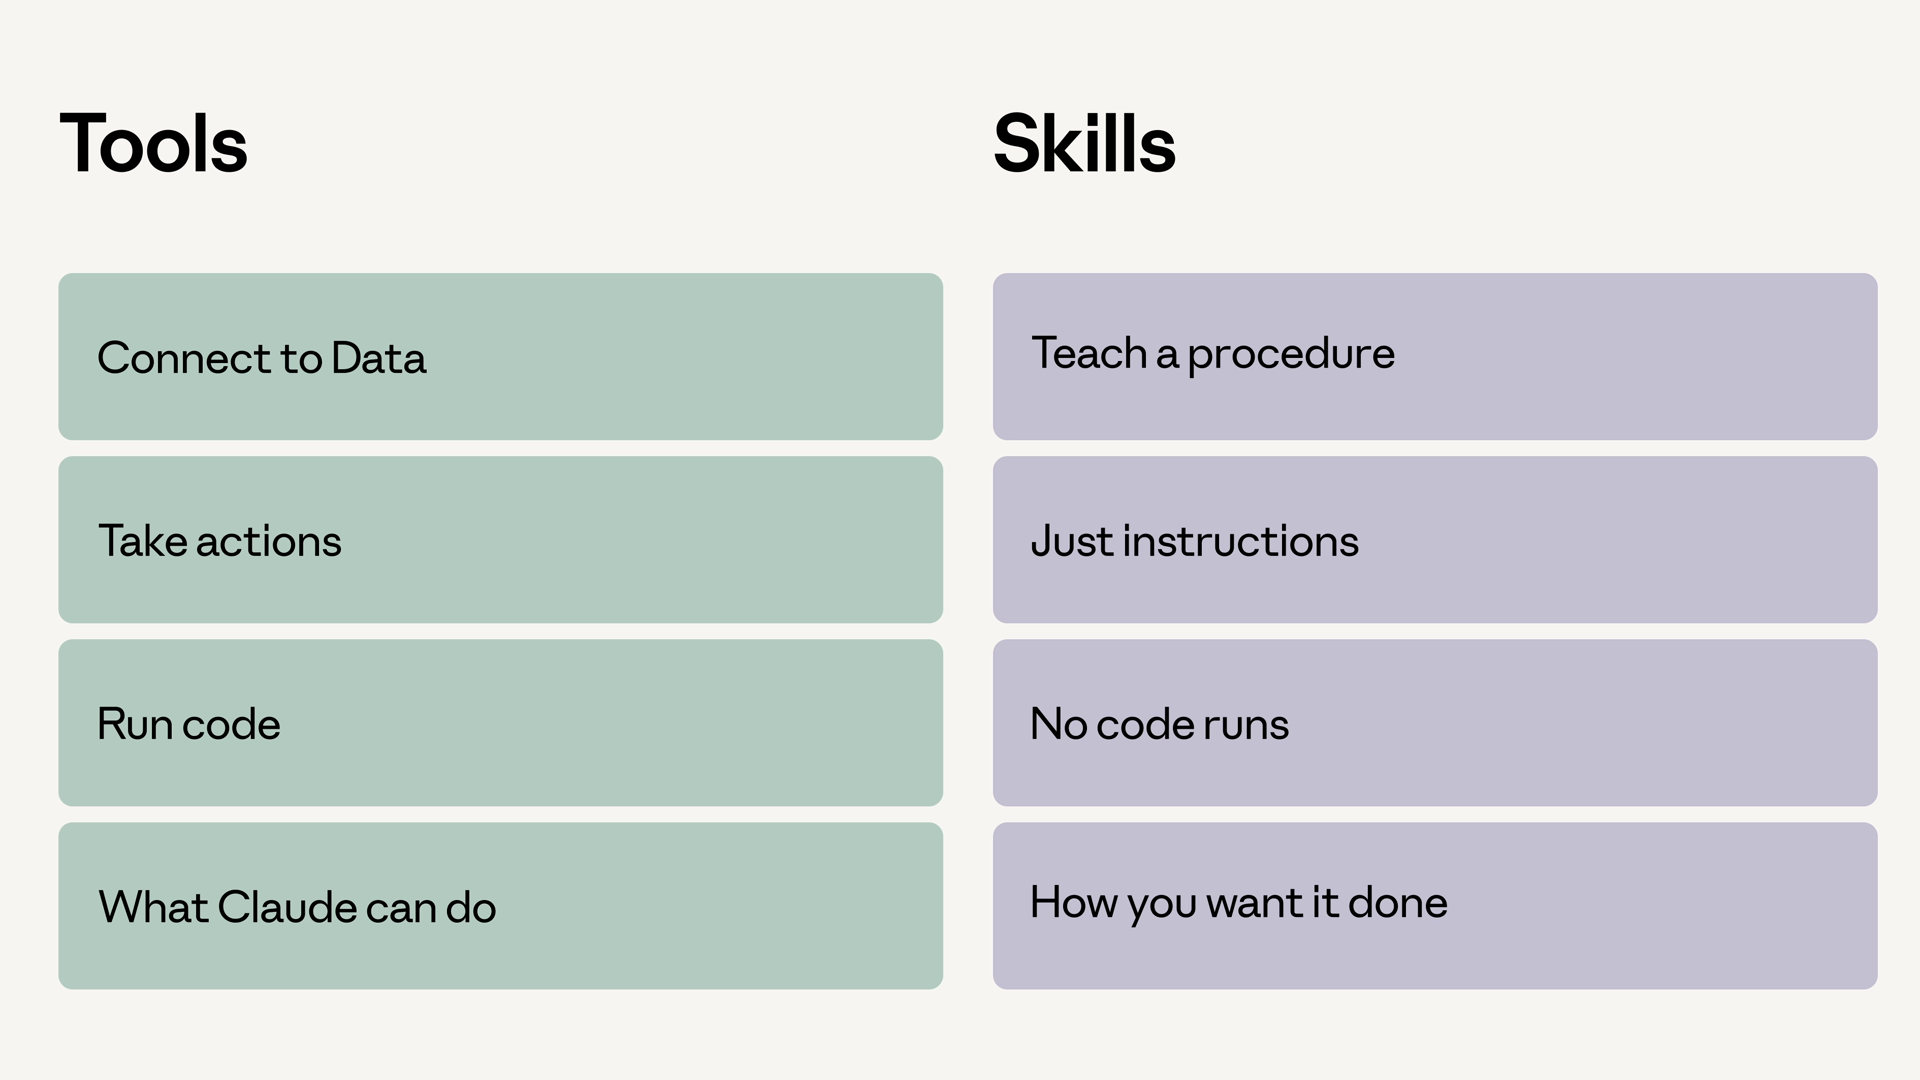 Tools
Connect to Data
Take actions
Run code
What Claude can do
Skills
Teach a procedure
Just instructions
No code runs
How you want it done